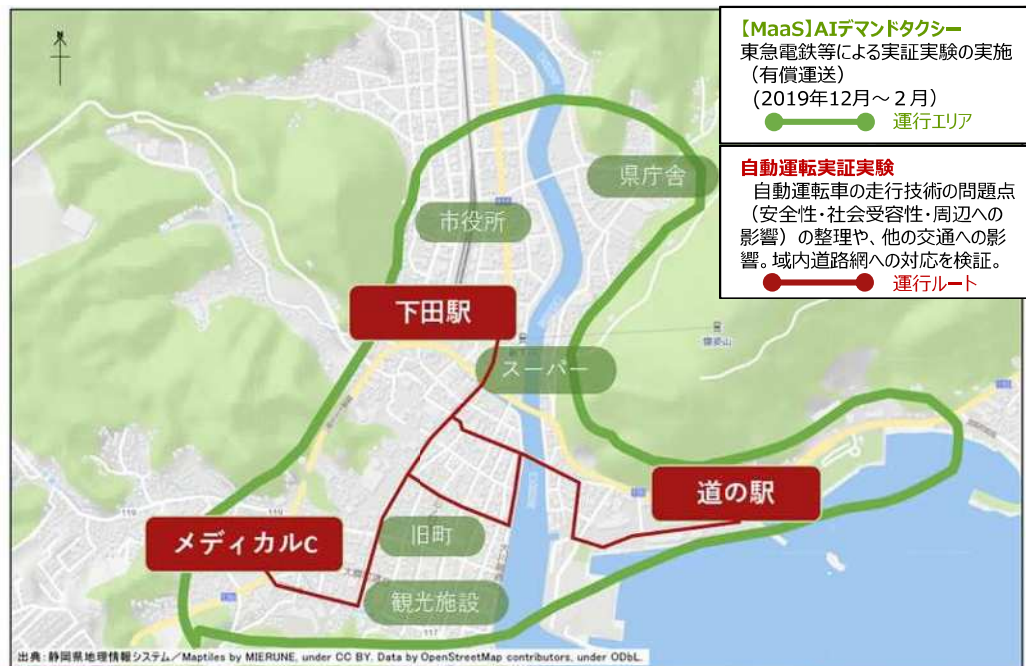 【MaaS】AIデマンドタクシー
東急電鉄等による実証実験の実施
（有償運送）
(2019年12月～２月）
運行エリア
自動運転実証実験
自動運転車の走行技術の問題点
（安全性・社会受容性・周辺への
影響）の整理や、他の交通への影
響。域内道路網への対応を検証。
運行ルート
県庁舎
市役所
下田駅
スーパー
道の駅
メディカルC
旧町
観光施設
119
119
117
出典：静岡県地理情報システム／Maptiles by MIERUNE, under CC BY. Data by OpenStreetMap contributors, under ODbL.